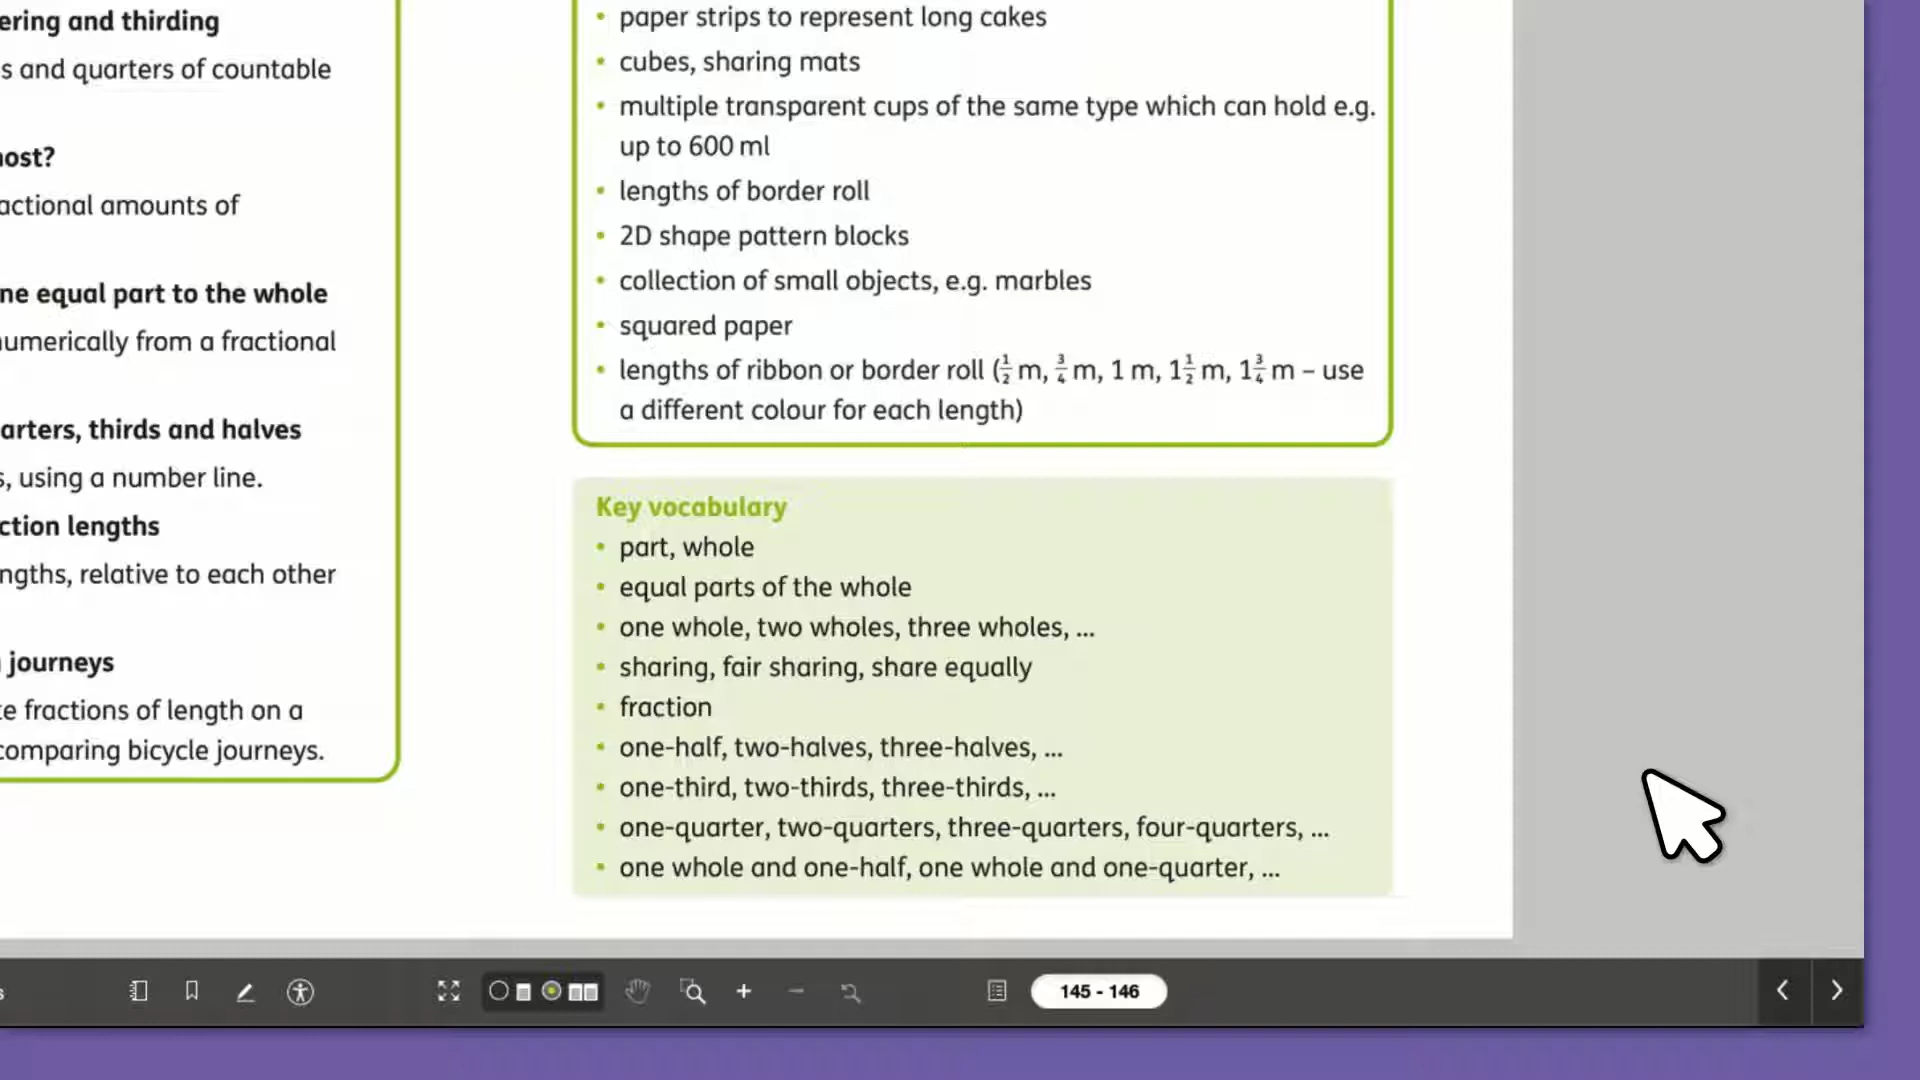 ering and thirding
s and quarters of countable
ost?
actional amounts of
ne equal part to the whole
umerically from a fractional
arters, thirds and halves
s, using a number line.
ction lengths
ngths, relative to each other
journeys
te fractions of length on a
comparing bicycle journeys.
• paper strips to represent long cakes
• cubes, sharing mats
• multiple transparent cups of the same type which can hold e.g.
up to 600 ml
• lengths of border roll
• 2D shape pattern blocks
• collection of small objects, e.g. marbles
• squared paper
• lengths of ribbon or border roll (½ m, ¾ m, 1 m, 1½ m, 1¾ m – use
a different colour for each length)
Key vocabulary
• part, whole
• equal parts of the whole
• one whole, two wholes, three wholes, ...
• sharing, fair sharing, share equally
• fraction
• one-half, two-halves, three-halves, ...
• one-third, two-thirds, three-thirds, ...
• one-quarter, two-quarters, three-quarters, four-quarters, ...
• one whole and one-half, one whole and one-quarter, ...
s
145 - 146